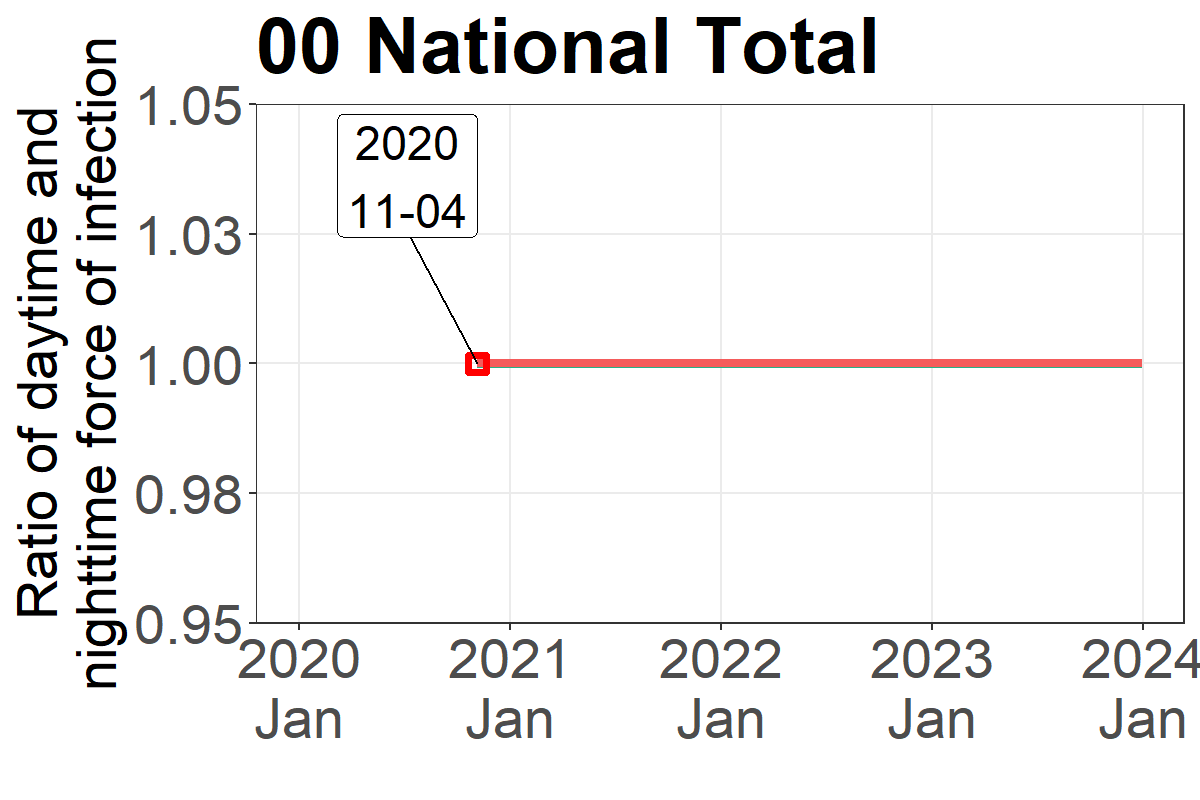 00 National Total
Ratio of daytime and
nighttime force of infection
1.05
1.03
1.00
0.98
0.95
2020
11-04
2020
Jan
2021
Jan
2022
Jan
2023
Jan
2024
Jan